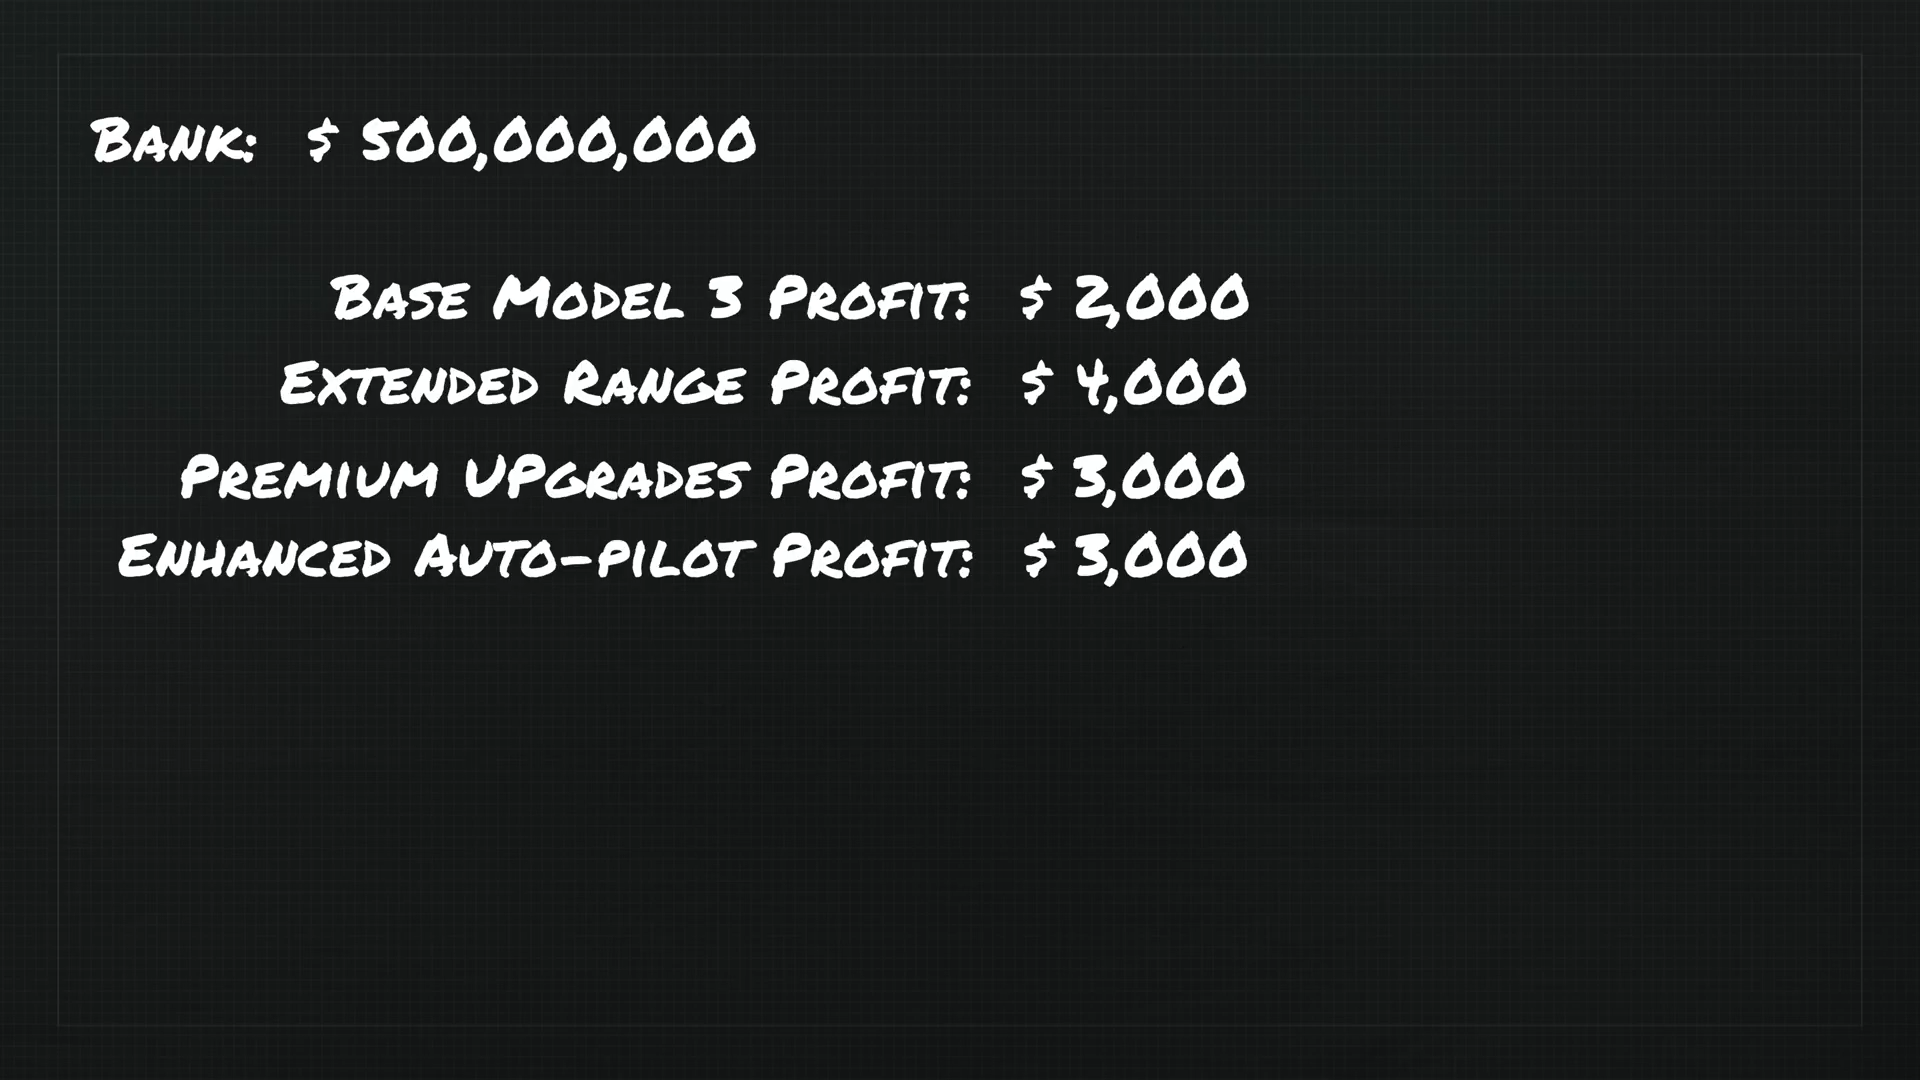 Bank: $ 500,000,000
Base Model 3 Profit: $ 2,000
Extended Range Profit: $ 4,000
Premium UPgrades Profit: $ 3,000
Enhanced Auto-pilot Profit: $ 3,000